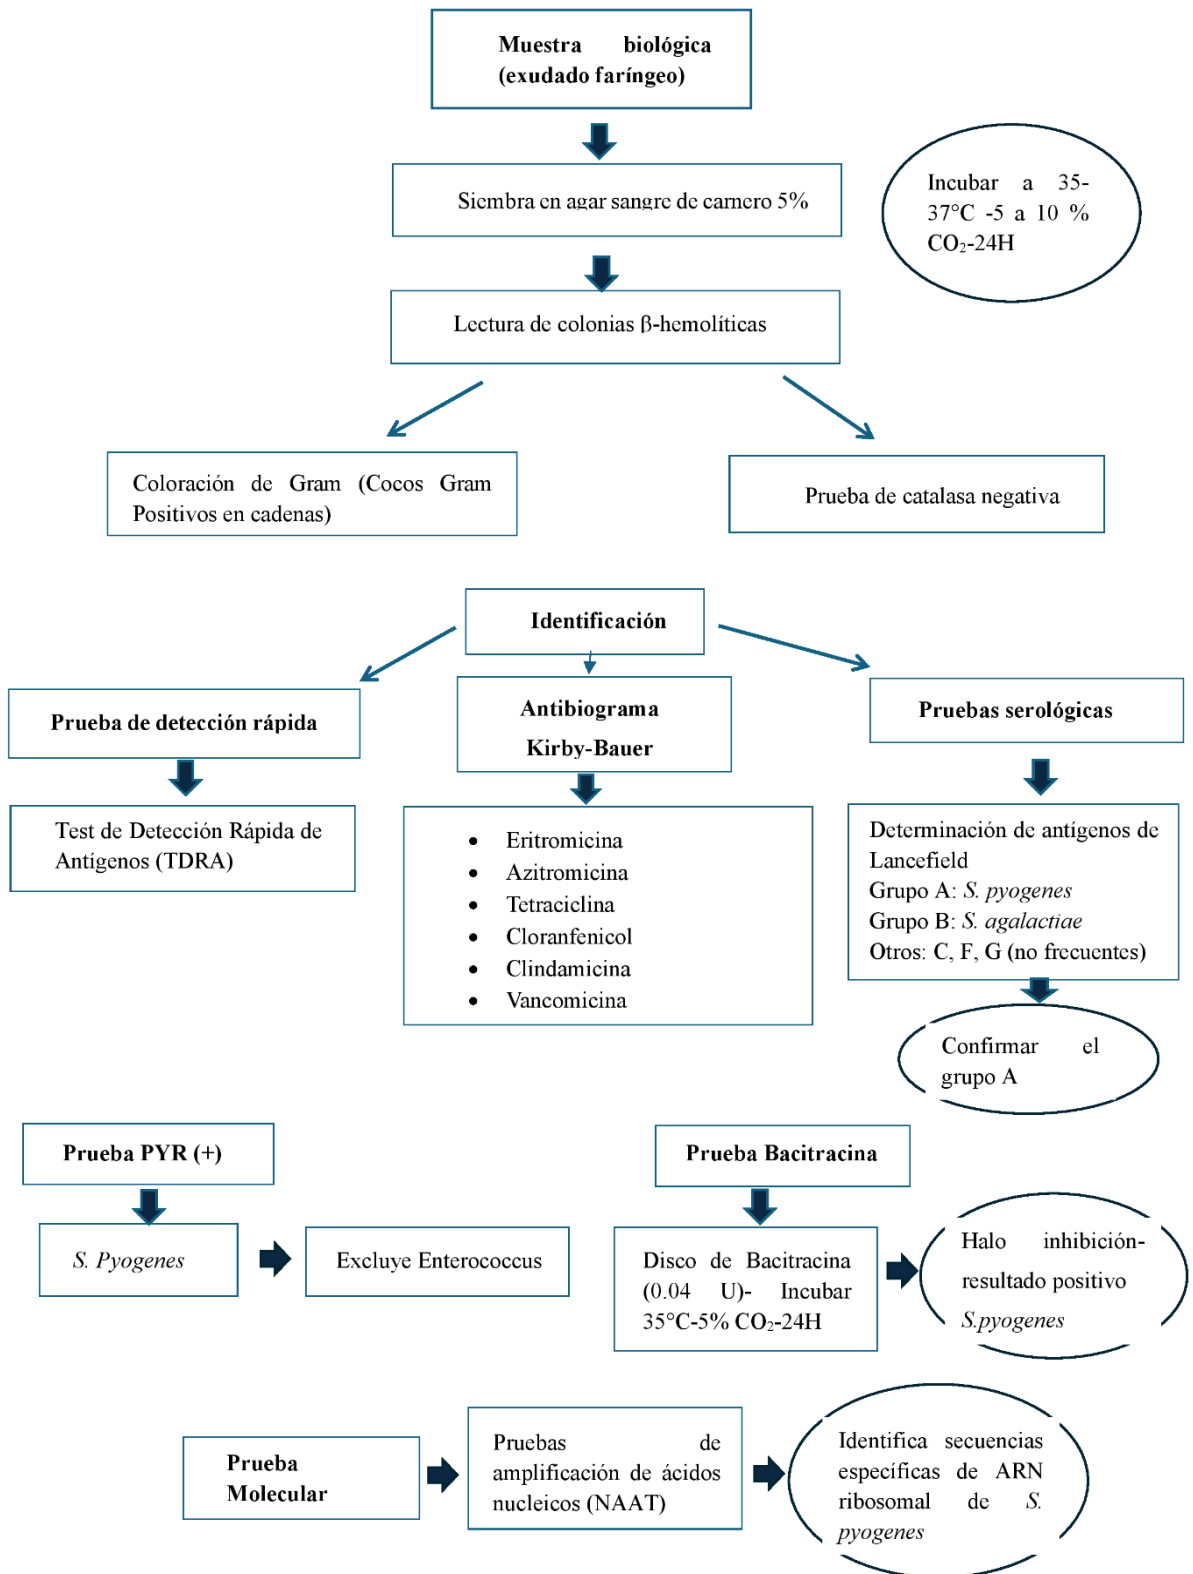 Muestra biológica
(exudado faríngeo)
Siembra en agar sangre de carnero 5%
Incubar a 35-
37°C -5 a 10 %
CO₂-24H
Lectura de colonias β-hemolíticas
Coloración de Gram (Cocos Gram
Positivos en cadenas)
Prueba de catalasa negativa
Identificación
Prueba de detección rápida
Antibiograma
Kirby-Bauer
Pruebas serológicas
Test de Detección Rápida de
Antígenos (TDRA)
• Eritromicina
• Azitromicina
• Tetraciclina
• Cloranfenicol
• Clindamicina
• Vancomicina
Determinación de antígenos de
Lancefield
Grupo A: S. pyogenes
Grupo B: S. agalactiae
Otros: C, F, G (no frecuentes)
Confirmar el
grupo A
Prueba PYR (+)
S. Pyogenes
Excluye Enterococcus
Prueba Bacitracina
Disco de Bacitracina
(0.04 U)- Incubar
35°C-5% CO₂-24H
Halo inhibición-
resultado positivo
S.pyogenes
Prueba
Molecular
Pruebas de
amplificación de ácidos
nucleicos (NAAT)
Identifica secuencias
específicas de ARN
ribosomal de S.
pyogenes